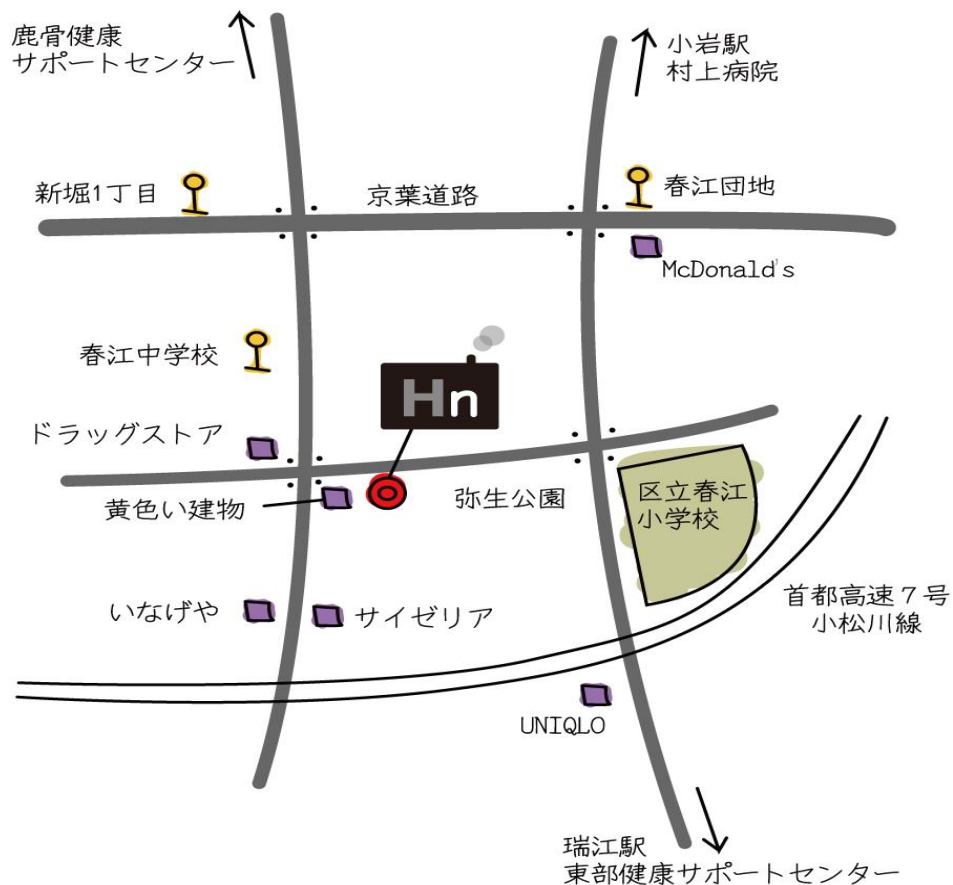 鹿骨健康
サポートセンター
小岩駅
村上病院
新堀1丁目
京葉道路
春江団地
McDonald's
春江中学校
Hn
ドラッグストア
黄色い建物
弥生公園
区立春江
小学校
いなげや
サイゼリア
首都高速7号
小松川線
UNIQLO
瑞江駅
東部健康サポートセンター